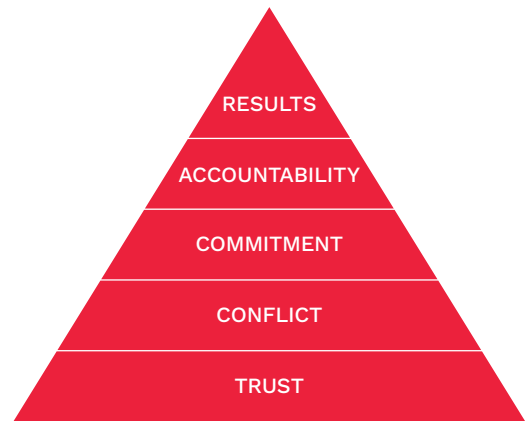 RESULTS
ACCOUNTABILITY
COMMITMENT
CONFLICT
TRUST